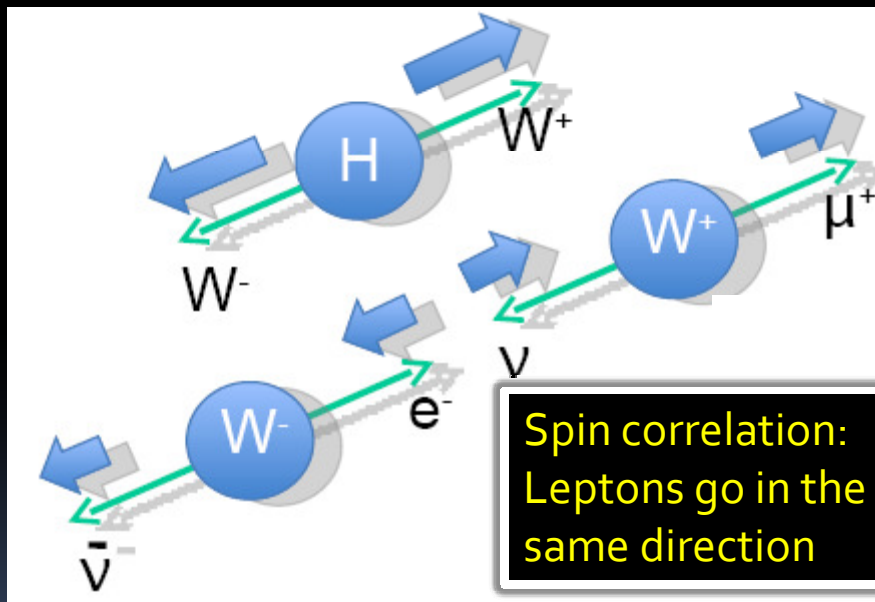 H
W⁺
W⁻
W⁺
μ⁺
ν
W⁻
e⁻
ν̄
Spin correlation:
Leptons go in the
same direction